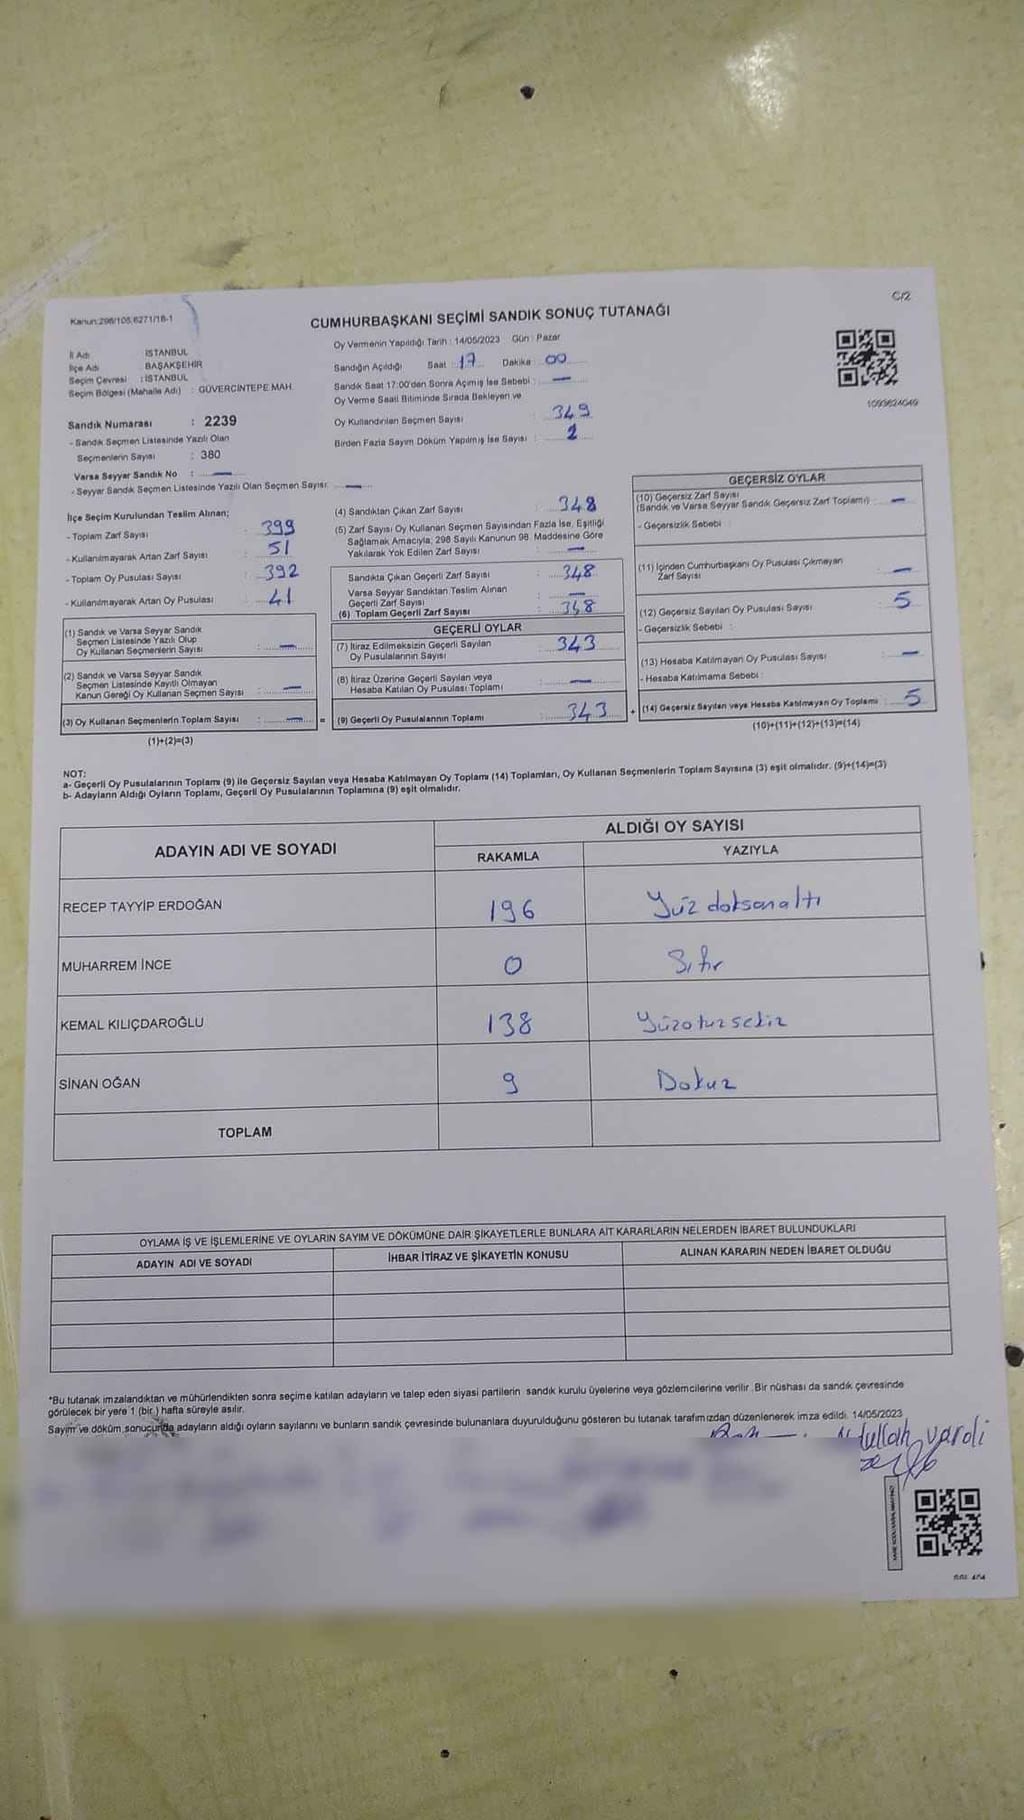 Kanun:298/105,6271/18-1
C/2
CUMHURBAŞKANI SEÇİMİ SANDIK SONUÇ TUTANAĞI
İl Adı : İSTANBUL
İlçe Adı : BAŞAKŞEHİR
Seçim Çevresi : İSTANBUL
Seçim Bölgesi (Mahalle Adı) : GÜVERCİNTEPE MAH.
Sandık Numarası : 2239
- Sandık Seçmen Listesinde Yazılı Olan
Seçmenlerin Sayısı : 380
Varsa Seyyar Sandık No : —
- Seyyar Sandık Seçmen Listesinde Yazılı Olan Seçmen Sayısı: —
Oy Vermenin Yapıldığı Tarih : 14/05/2023 Gün : Pazar
Sandığın Açıldığı Saat : 17 Dakika : 00
Sandık Saat 17:00'den Sonra Açılmış İse Sebebi : —
Oy Verme Saati Bitiminde Sırada Bekleyen ve
Oy Kullandırılan Seçmen Sayısı : 349
Birden Fazla Sayım Döküm Yapılmış İse Sayısı : 2
1093624049
İlçe Seçim Kurulundan Teslim Alınan;
- Toplam Zarf Sayısı : 399
- Kullanılmayarak Artan Zarf Sayısı : 51
- Toplam Oy Pusulası Sayısı : 392
- Kullanılmayarak Artan Oy Pusulası : 41
(1) Sandık ve Varsa Seyyar Sandık
Seçmen Listesinde Yazılı Olup
Oy Kullanan Seçmenlerin Sayısı : —
(2) Sandık ve Varsa Seyyar Sandık
Seçmen Listesinde Kayıtlı Olmayan
Kanun Gereği Oy Kullanan Seçmen Sayısı : —
(3) Oy Kullanan Seçmenlerin Toplam Sayısı : — =
(1)+(2)=(3)
(4) Sandıktan Çıkan Zarf Sayısı : 348
(5) Zarf Sayısı Oy Kullanan Seçmen Sayısından Fazla İse, Eşitliği
Sağlamak Amacıyla; 298 Sayılı Kanunun 98. Maddesine Göre
Yakılarak Yok Edilen Zarf Sayısı : —
Sandıkta Çıkan Geçerli Zarf Sayısı : 348
Varsa Seyyar Sandıktan Teslim Alınan
Geçerli Zarf Sayısı : —
(6) Toplam Geçerli Zarf Sayısı : 348
GEÇERLİ OYLAR
(7) İtiraz Edilmeksizin Geçerli Sayılan
Oy Pusulalarının Sayısı : 343
(8) İtiraz Üzerine Geçerli Sayılan veya
Hesaba Katılan Oy Pusulası Toplamı : —
(9) Geçerli Oy Pusulalarının Toplamı : 343 +
GEÇERSİZ OYLAR
(10) Geçersiz Zarf Sayısı
(Sandık ve Varsa Seyyar Sandık Geçersiz Zarf Toplamı) : —
- Geçersizlik Sebebi :
(11) İçinden Cumhurbaşkanı Oy Pusulası Çıkmayan
Zarf Sayısı : —
(12) Geçersiz Sayılan Oy Pusulası Sayısı : 5
- Geçersizlik Sebebi :
(13) Hesaba Katılmayan Oy Pusulası Sayısı : —
- Hesaba Katılmama Sebebi :
(14) Geçersiz Sayılan veya Hesaba Katılmayan Oy Toplamı : 5
(10)+(11)+(12)+(13)=(14)
NOT:
a- Geçerli Oy Pusulalarının Toplamı (9) ile Geçersiz Sayılan veya Hesaba Katılmayan Oy Toplamı (14) Toplamları, Oy Kullanan Seçmenlerin Toplam Sayısına (3) eşit olmalıdır. (9)+(14)=(3)
b- Adayların Aldığı Oyların Toplamı, Geçerli Oy Pusulalarının Toplamına (9) eşit olmalıdır.
ADAYIN ADI VE SOYADI
ALDIĞI OY SAYISI
RAKAMLA YAZIYLA
RECEP TAYYİP ERDOĞAN 196 Yüz doksanaltı
MUHARREM İNCE 0 Sıfır
KEMAL KILIÇDAROĞLU 138 Yüzotuzsekiz
SİNAN OĞAN 9 Dokuz
TOPLAM
OYLAMA İŞ VE İŞLEMLERİNE VE OYLARIN SAYIM VE DÖKÜMÜNE DAİR ŞİKAYETLERLE BUNLARA AİT KARARLARIN NELERDEN İBARET BULUNDUKLARI
ADAYIN ADI VE SOYADI İHBAR İTİRAZ VE ŞİKAYETİN KONUSU ALINAN KARARIN NEDEN İBARET OLDUĞU
*Bu tutanak imzalandıktan ve mühürlendikten sonra seçime katılan adayların ve talep eden siyasi partilerin sandık kurulu üyelerine veya gözlemcilerine verilir. Bir nüshası da sandık çevresinde
görülecek bir yere 1 (bir ) hafta süreyle asılır.
Sayım ve döküm sonucunda adayların aldığı oyların sayılarını ve bunların sandık çevresinde bulunanlara duyurulduğunu gösteren bu tutanak tarafımızdan düzenlenerek imza edildi. 14/05/2023
vardi